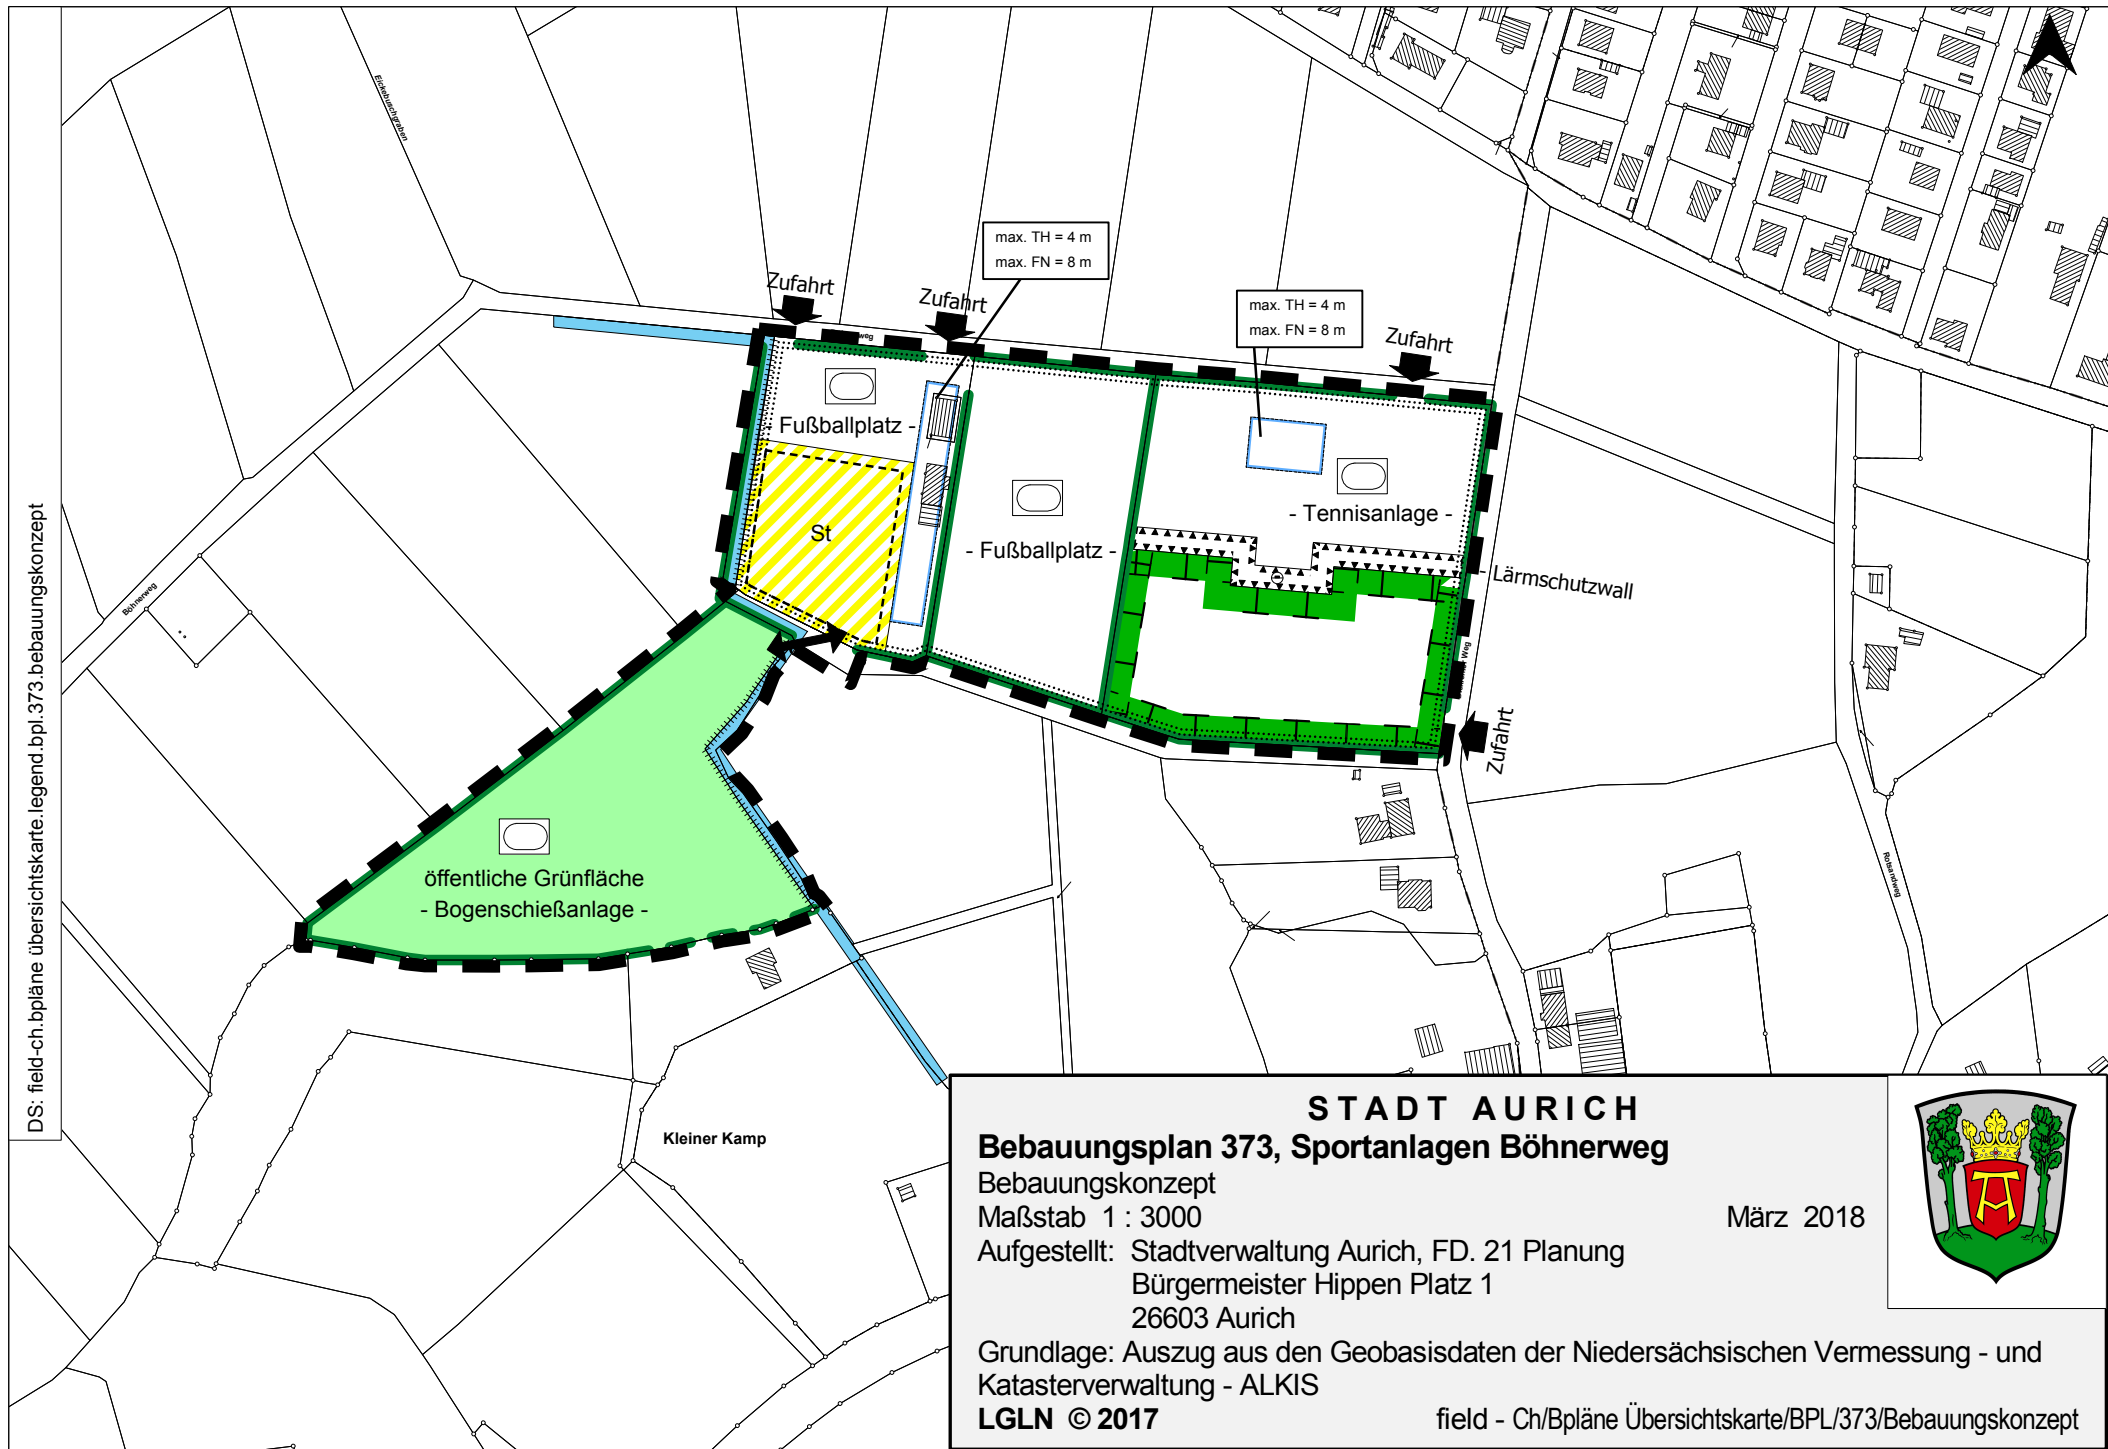 DS: field-ch.bpläne übersichtskarte.legend.bpl.373.bebauungskonzept
Eickebuschgraben
max. TH = 4 m
max. FN = 8 m
max. TH = 4 m
max. FN = 8 m
Zufahrt
Zufahrt
Zufahrt
weg
Fußballplatz -
- Fußballplatz -
- Tennisanlage -
St
- Lärmschutzwall
Weg
Zufahrt
Böhnerweg
Rotsandweg
öffentliche Grünfläche
- Bogenschießanlage -
Kleiner Kamp
STADT AURICH
Bebauungsplan 373, Sportanlagen Böhnerweg
Bebauungskonzept
Maßstab 1 : 3000
März 2018
Aufgestellt: Stadtverwaltung Aurich, FD. 21 Planung
Bürgermeister Hippen Platz 1
26603 Aurich
Grundlage: Auszug aus den Geobasisdaten der Niedersächsischen Vermessung - und
Katasterverwaltung - ALKIS
LGLN © 2017
field - Ch/Bpläne Übersichtskarte/BPL/373/Bebauungskonzept